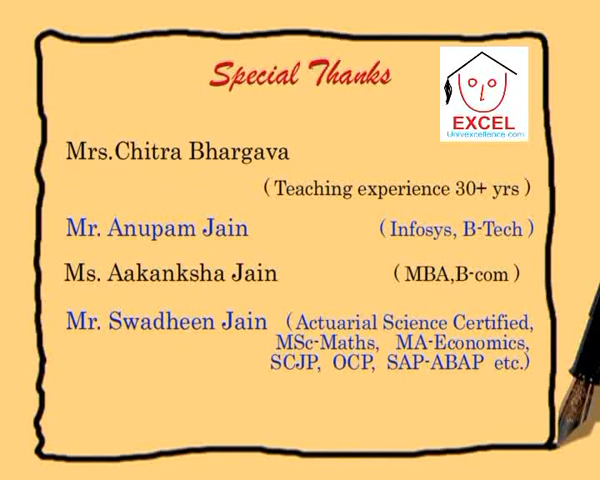 Special Thanks
EXCEL
Univexcellence.com
Mrs.Chitra Bhargava
( Teaching experience 30+ yrs )
Mr. Anupam Jain ( Infosys, B-Tech )
Ms. Aakanksha Jain ( MBA,B-com )
Mr. Swadheen Jain ( Actuarial Science Certified,
MSc-Maths, MA-Economics,
SCJP, OCP, SAP-ABAP etc.)